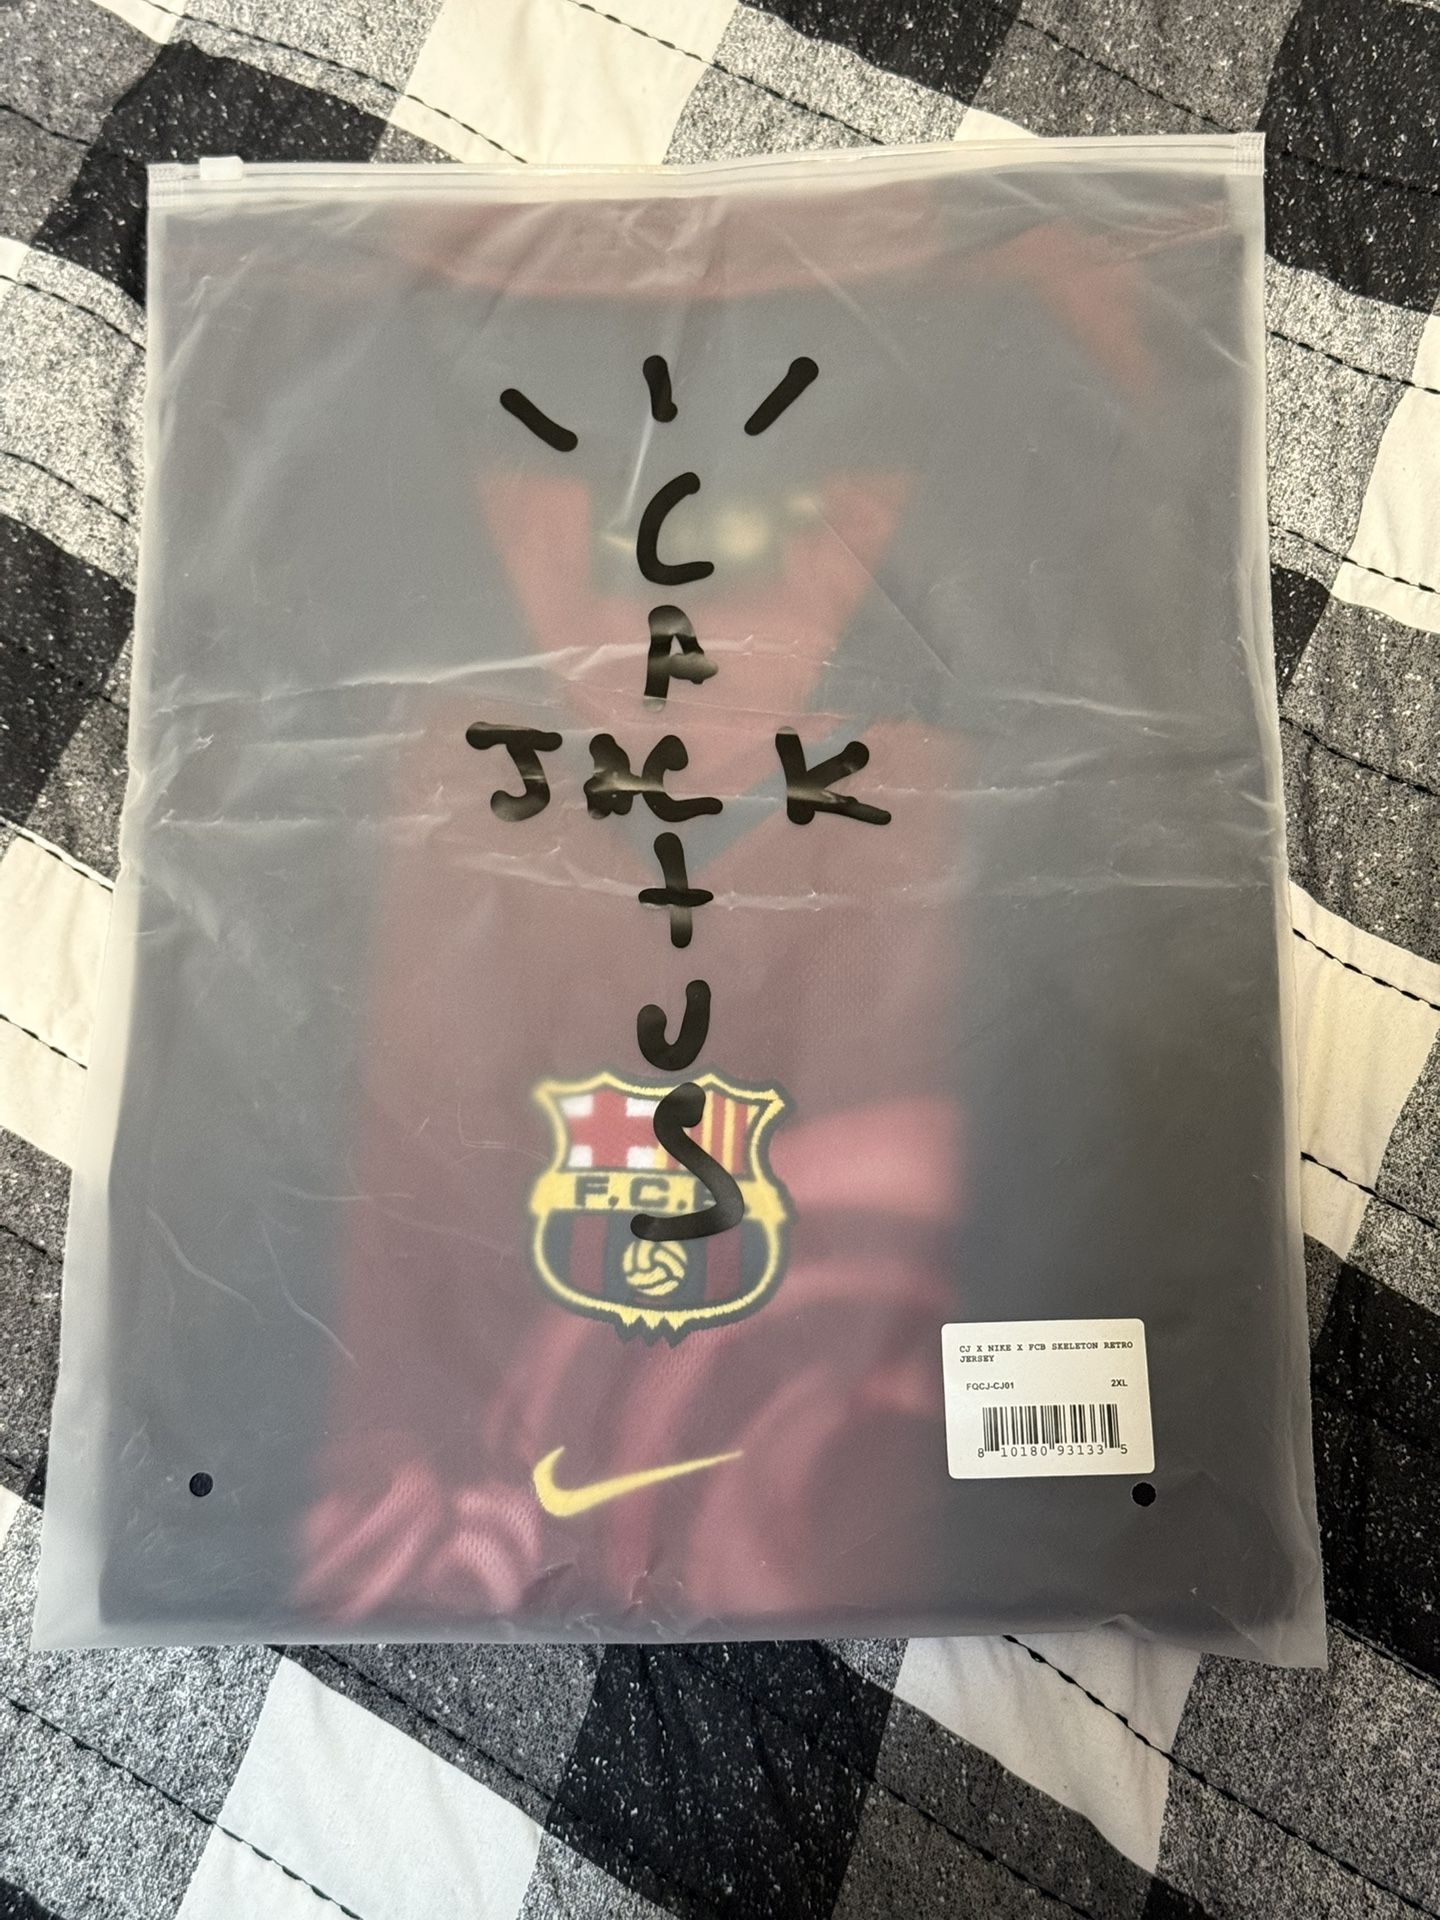 CACTUS
JACK
F.C.B
CJ X NIKE X FCB SKELETON RETRO
JERSEY
FQCJ-CJ01 2XL
8 10180 93133 5